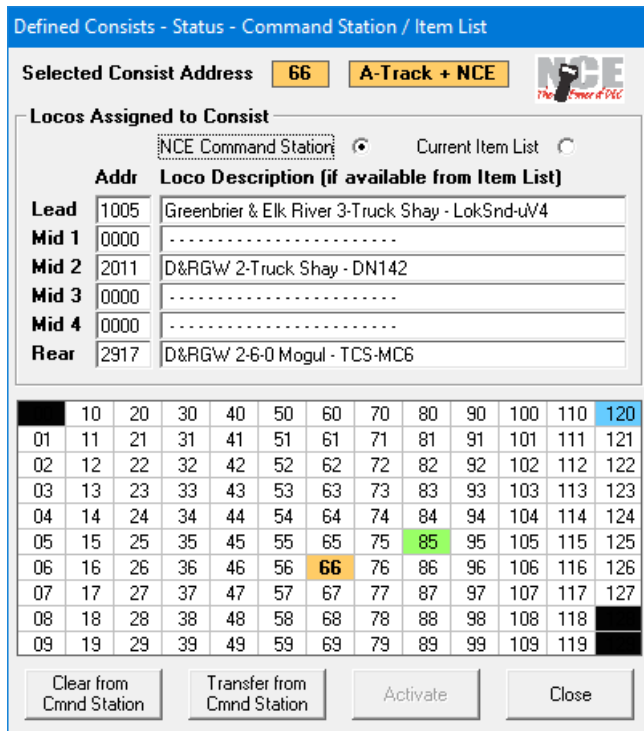 Defined Consists - Status - Command Station / Item List
Selected Consist Address 66 A-Track + NCE NCE
The Power of DCC
Locos Assigned to Consist
NCE Command Station Current Item List
Addr Loco Description (if available from Item List)
Lead 1005 Greenbrier & Elk River 3-Truck Shay - LokSnd-uV4
Mid 1 0000 - - - - - - - - - - - - - - - - - - - - - - - -
Mid 2 2011 D&RGW 2-Truck Shay - DN142
Mid 3 0000 - - - - - - - - - - - - - - - - - - - - - - - -
Mid 4 0000 - - - - - - - - - - - - - - - - - - - - - - - -
Rear 2917 D&RGW 2-6-0 Mogul - TCS-MC6
10 20 30 40 50 60 70 80 90 100 110 120
01 11 21 31 41 51 61 71 81 91 101 111 121
02 12 22 32 42 52 62 72 82 92 102 112 122
03 13 23 33 43 53 63 73 83 93 103 113 123
04 14 24 34 44 54 64 74 84 94 104 114 124
05 15 25 35 45 55 65 75 85 95 105 115 125
06 16 26 36 46 56 66 76 86 96 106 116 126
07 17 27 37 47 57 67 77 87 97 107 117 127
08 18 28 38 48 58 68 78 88 98 108 118
09 19 29 39 49 59 69 79 89 99 109 119
Clear from
Cmnd Station
Transfer from
Cmnd Station
Activate
Close